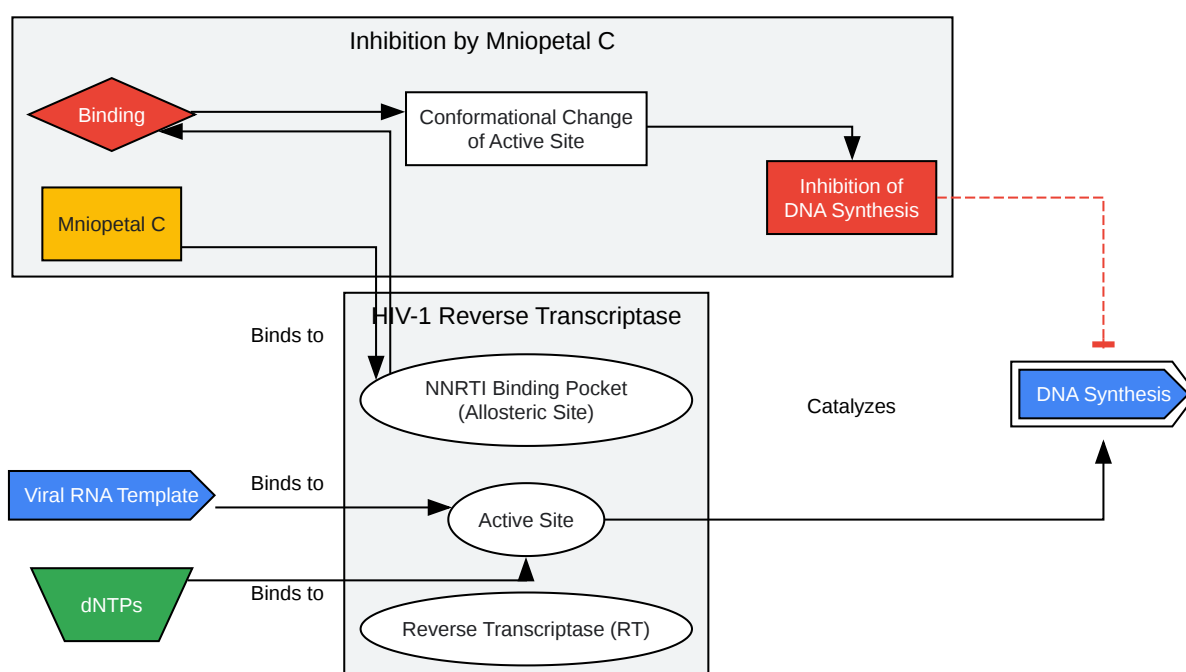 Inhibition by Mniopetal C
Binding
Conformational Change
of Active Site
Mniopetal C
Inhibition of
DNA Synthesis
HIV-1 Reverse Transcriptase
Binds to
NNRTI Binding Pocket
(Allosteric Site)
Catalyzes
DNA Synthesis
Viral RNA Template
Binds to
Active Site
dNTPs
Binds to
Reverse Transcriptase (RT)